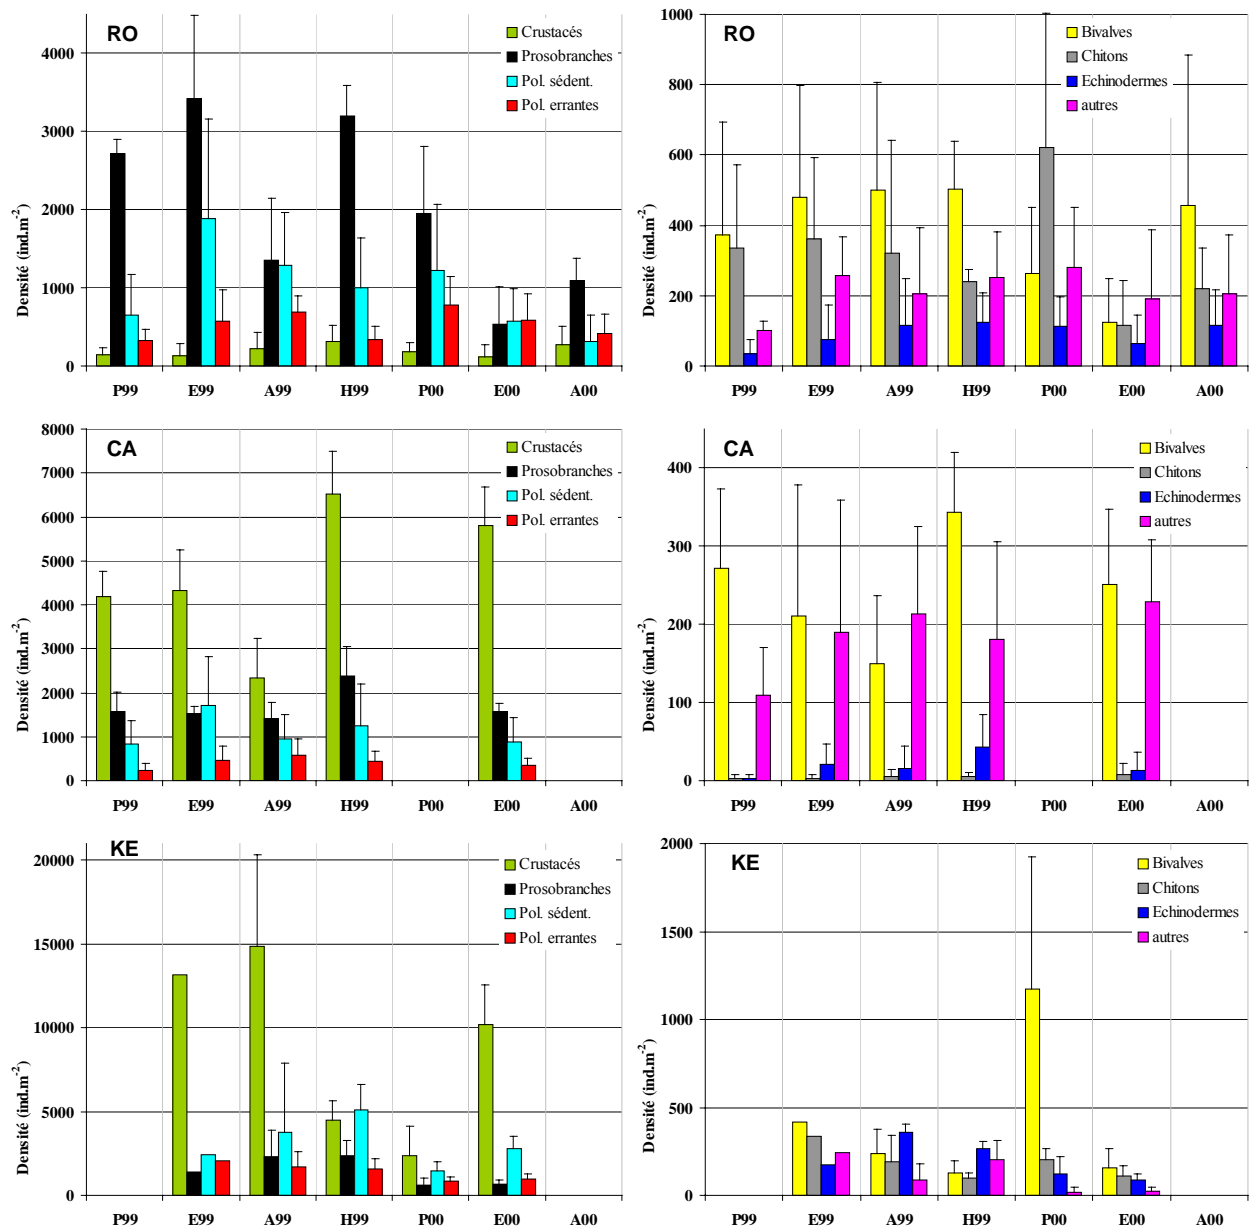 RO
Crustacés
Prosobranches
Pol. sédent.
Pol. errantes
4000
3000
2000
1000
0
Densité (ind.m-2)
P99 E99 A99 H99 P00 E00 A00
RO
Bivalves
Chitons
Echinodermes
autres
1000
800
600
400
200
0
Densité (ind.m-2)
P99 E99 A99 H99 P00 E00 A00
CA
Crustacés
Prosobranches
Pol. sédent.
Pol. errantes
8000
7000
6000
5000
4000
3000
2000
1000
0
Densité (ind.m-2)
P99 E99 A99 H99 P00 E00 A00
CA
Bivalves
Chitons
Echinodermes
autres
400
300
200
100
0
Densité (ind.m-2)
P99 E99 A99 H99 P00 E00 A00
KE
Crustacés
Prosobranches
Pol. sédent.
Pol. errantes
20000
15000
10000
5000
0
Densité (ind.m-2)
P99 E99 A99 H99 P00 E00 A00
KE
Bivalves
Chitons
Echinodermes
autres
2000
1500
1000
500
0
Densité (ind.m-2)
P99 E99 A99 H99 P00 E00 A00